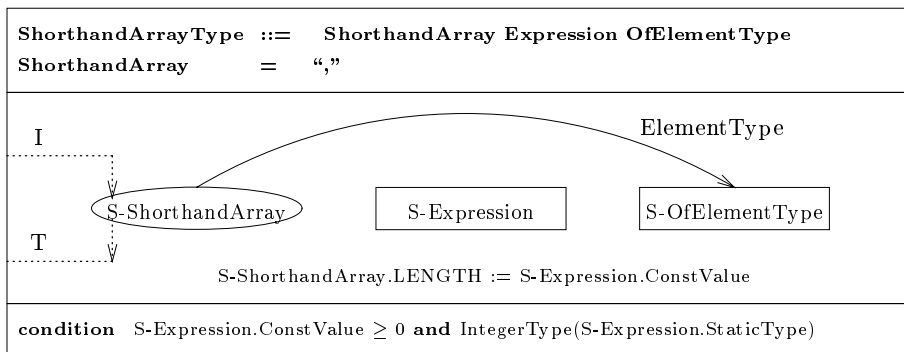 ShorthandArrayType ::= ShorthandArray Expression OfElementType
ShorthandArray = “,”
ElementType
I
S-ShorthandArray S-Expression S-OfElementType
T
S-ShorthandArray.LENGTH := S-Expression.ConstValue
condition S-Expression.ConstValue ≥ 0 and IntegerType(S-Expression.StaticType)